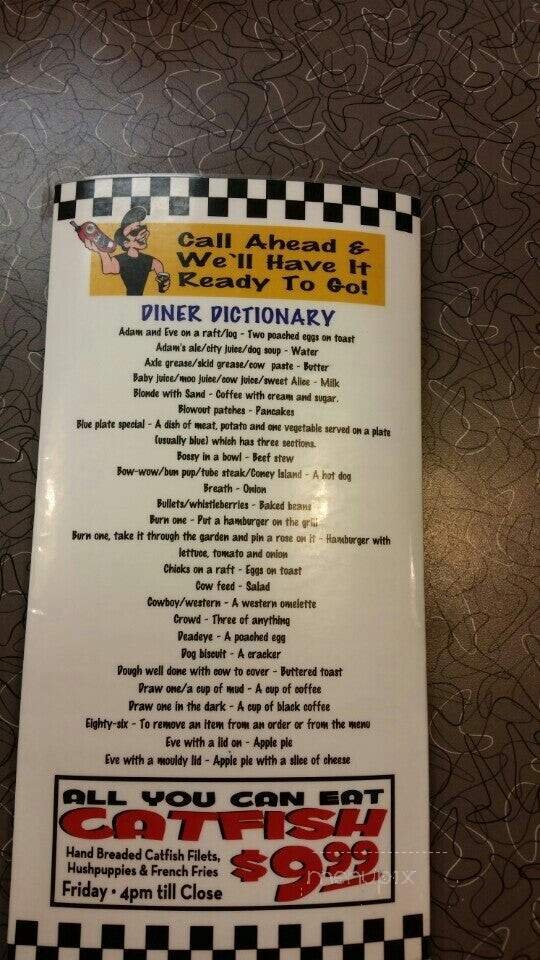 Call Ahead &
We'll Have It
Ready To Go!
DINER DICTIONARY
Adam and Eve on a raft/log - Two poached eggs on toast
Adam's ale/city juice/dog soup - Water
Axle grease/skid grease/cow paste - Butter
Baby juice/moo juice/cow juice/sweet Alice - Milk
Blonde with Sand - Coffee with cream and sugar.
Blowout patches - Pancakes
Blue plate special - A dish of meat, potato and one vegetable served on a plate
(usually blue) which has three sections.
Bossy in a bowl - Beef stew
Bow-wow/bun pup/tube steak/Coney Island - A hot dog
Breath - Onion
Bullets/whistleberries - Baked beans
Burn one - Put a hamburger on the grill
Burn one, take it through the garden and pin a rose on it - Hamburger with
lettuce, tomato and onion
Chicks on a raft - Eggs on toast
Cow feed - Salad
Cowboy/western - A western omelette
Crowd - Three of anything
Deadeye - A poached egg
Dog biscuit - A cracker
Dough well done with cow to cover - Buttered toast
Draw one/a cup of mud - A cup of coffee
Draw one in the dark - A cup of black coffee
Eighty-six - To remove an item from an order or from the menu
Eve with a lid on - Apple pie
Eve with a mouldy lid - Apple pie with a slice of cheese
ALL YOU CAN EAT
CATFISH
Hand Breaded Catfish Filets,
Hushpuppies & French Fries
$9.99
Friday • 4pm till Close
menupix